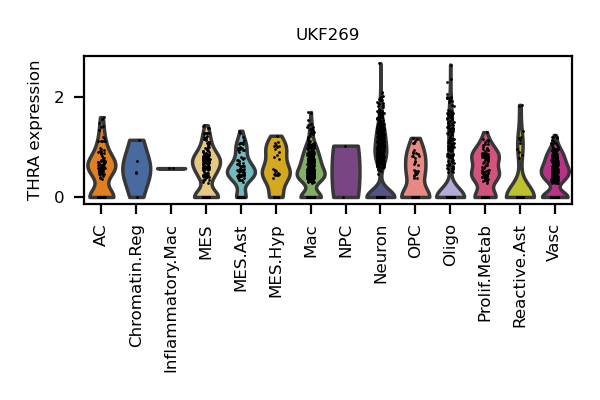 UKF269
THRA expression
2
0
AC
Chromatin.Reg
Inflammatory.Mac
MES
MES.Ast
MES.Hyp
Mac
NPC
Neuron
OPC
Oligo
Prolif.Metab
Reactive.Ast
Vasc